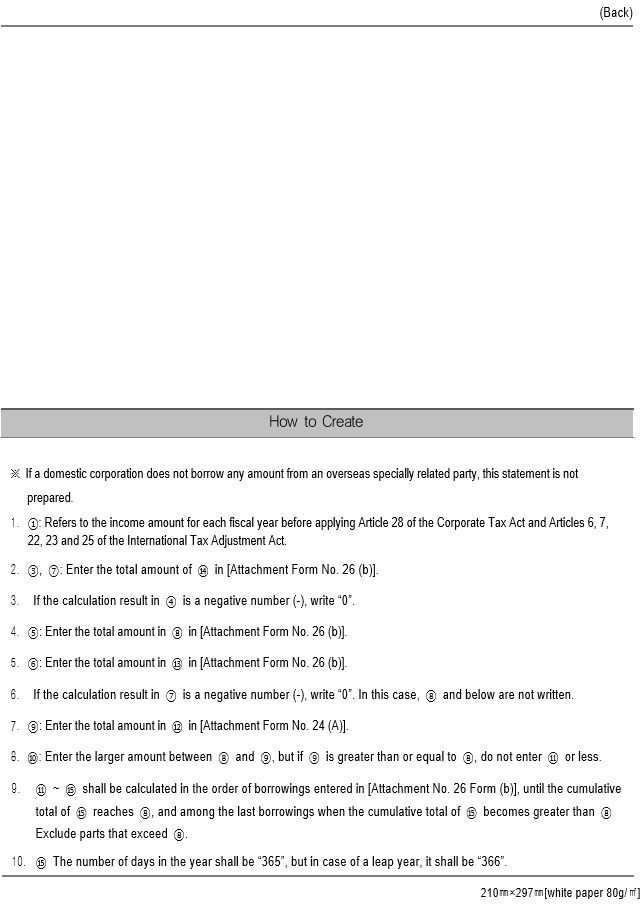 (Back)
How to Create
※ If a domestic corporation does not borrow any amount from an overseas specially related party, this statement is not
prepared.
1. ①: Refers to the income amount for each fiscal year before applying Article 28 of the Corporate Tax Act and Articles 6, 7,
22, 23 and 25 of the International Tax Adjustment Act.
2. ③, ⑦: Enter the total amount of ⑭ in [Attachment Form No. 26 (b)].
3. If the calculation result in ④ is a negative number (-), write “0”.
4. ⑤: Enter the total amount in ⑧ in [Attachment Form No. 26 (b)].
5. ⑥: Enter the total amount in ⑬ in [Attachment Form No. 26 (b)].
6. If the calculation result in ⑦ is a negative number (-), write “0”. In this case, ⑧ and below are not written.
7. ⑨: Enter the total amount in ⑫ in [Attachment Form No. 24 (A)].
8. ⑩: Enter the larger amount between ⑧ and ⑨, but if ⑨ is greater than or equal to ⑧, do not enter ⑪ or less.
9. ⑪ ~ ⑮ shall be calculated in the order of borrowings entered in [Attachment No. 26 Form (b)], until the cumulative
total of ⑮ reaches ⑧, and among the last borrowings when the cumulative total of ⑮ becomes greater than ⑧
Exclude parts that exceed ⑧.
10. ⑮ The number of days in the year shall be “365”, but in case of a leap year, it shall be “366”.
210㎜×297㎜[white paper 80g/㎡]